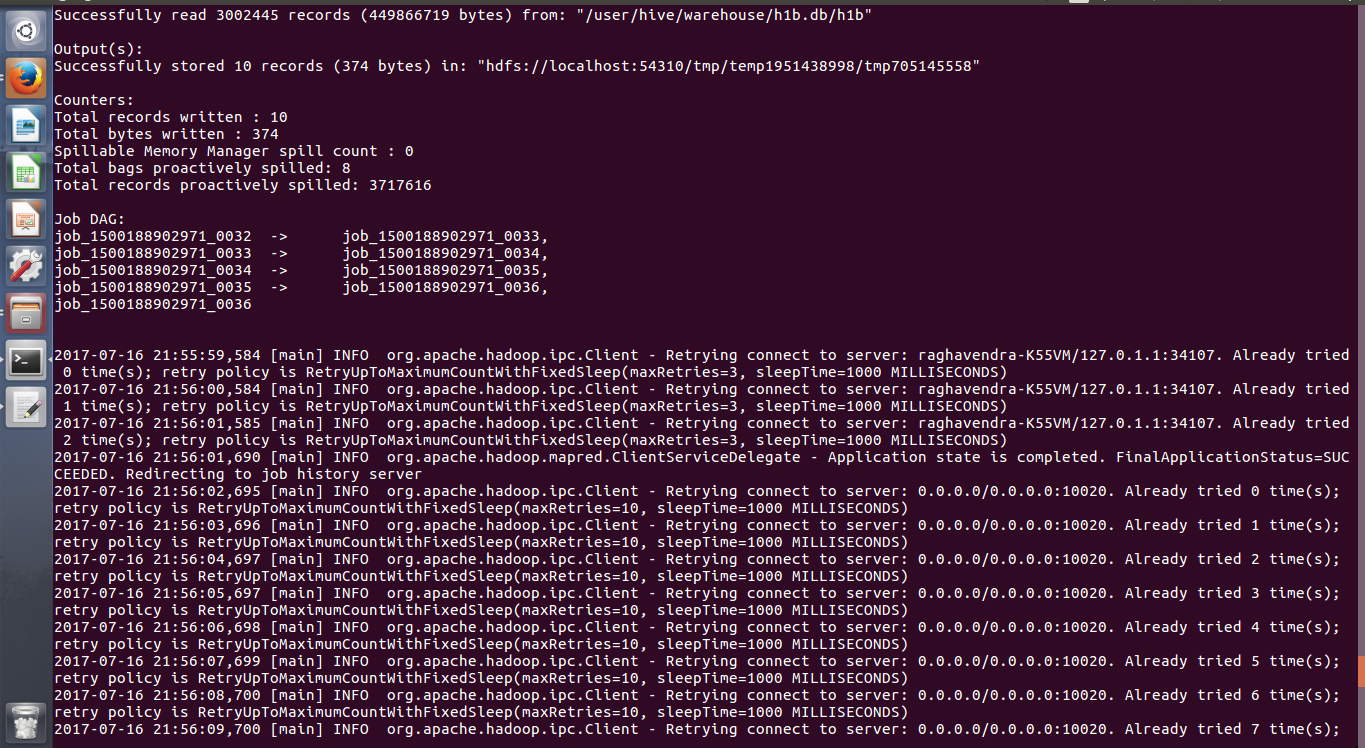 Successfully read 3002445 records (449866719 bytes) from: "/user/hive/warehouse/h1b.db/h1b"
Output(s):
Successfully stored 10 records (374 bytes) in: "hdfs://localhost:54310/tmp/temp1951438998/tmp705145558"
Counters:
Total records written : 10
Total bytes written : 374
Spillable Memory Manager spill count : 0
Total bags proactively spilled: 8
Total records proactively spilled: 3717616
Job DAG:
job_1500188902971_0032  ->      job_1500188902971_0033,
job_1500188902971_0033  ->      job_1500188902971_0034,
job_1500188902971_0034  ->      job_1500188902971_0035,
job_1500188902971_0035  ->      job_1500188902971_0036,
job_1500188902971_0036
2017-07-16 21:55:59,584 [main] INFO  org.apache.hadoop.ipc.Client - Retrying connect to server: raghavendra-K55VM/127.0.1.1:34107. Already tried
 0 time(s); retry policy is RetryUpToMaximumCountWithFixedSleep(maxRetries=3, sleepTime=1000 MILLISECONDS)
2017-07-16 21:56:00,584 [main] INFO  org.apache.hadoop.ipc.Client - Retrying connect to server: raghavendra-K55VM/127.0.1.1:34107. Already tried
 1 time(s); retry policy is RetryUpToMaximumCountWithFixedSleep(maxRetries=3, sleepTime=1000 MILLISECONDS)
2017-07-16 21:56:01,585 [main] INFO  org.apache.hadoop.ipc.Client - Retrying connect to server: raghavendra-K55VM/127.0.1.1:34107. Already tried
 2 time(s); retry policy is RetryUpToMaximumCountWithFixedSleep(maxRetries=3, sleepTime=1000 MILLISECONDS)
2017-07-16 21:56:01,690 [main] INFO  org.apache.hadoop.mapred.ClientServiceDelegate - Application state is completed. FinalApplicationStatus=SUC
CEEDED. Redirecting to job history server
2017-07-16 21:56:02,695 [main] INFO  org.apache.hadoop.ipc.Client - Retrying connect to server: 0.0.0.0/0.0.0.0:10020. Already tried 0 time(s);
retry policy is RetryUpToMaximumCountWithFixedSleep(maxRetries=10, sleepTime=1000 MILLISECONDS)
2017-07-16 21:56:03,696 [main] INFO  org.apache.hadoop.ipc.Client - Retrying connect to server: 0.0.0.0/0.0.0.0:10020. Already tried 1 time(s);
retry policy is RetryUpToMaximumCountWithFixedSleep(maxRetries=10, sleepTime=1000 MILLISECONDS)
2017-07-16 21:56:04,697 [main] INFO  org.apache.hadoop.ipc.Client - Retrying connect to server: 0.0.0.0/0.0.0.0:10020. Already tried 2 time(s);
retry policy is RetryUpToMaximumCountWithFixedSleep(maxRetries=10, sleepTime=1000 MILLISECONDS)
2017-07-16 21:56:05,697 [main] INFO  org.apache.hadoop.ipc.Client - Retrying connect to server: 0.0.0.0/0.0.0.0:10020. Already tried 3 time(s);
retry policy is RetryUpToMaximumCountWithFixedSleep(maxRetries=10, sleepTime=1000 MILLISECONDS)
2017-07-16 21:56:06,698 [main] INFO  org.apache.hadoop.ipc.Client - Retrying connect to server: 0.0.0.0/0.0.0.0:10020. Already tried 4 time(s);
retry policy is RetryUpToMaximumCountWithFixedSleep(maxRetries=10, sleepTime=1000 MILLISECONDS)
2017-07-16 21:56:07,699 [main] INFO  org.apache.hadoop.ipc.Client - Retrying connect to server: 0.0.0.0/0.0.0.0:10020. Already tried 5 time(s);
retry policy is RetryUpToMaximumCountWithFixedSleep(maxRetries=10, sleepTime=1000 MILLISECONDS)
2017-07-16 21:56:08,700 [main] INFO  org.apache.hadoop.ipc.Client - Retrying connect to server: 0.0.0.0/0.0.0.0:10020. Already tried 6 time(s);
retry policy is RetryUpToMaximumCountWithFixedSleep(maxRetries=10, sleepTime=1000 MILLISECONDS)
2017-07-16 21:56:09,700 [main] INFO  org.apache.hadoop.ipc.Client - Retrying connect to server: 0.0.0.0/0.0.0.0:10020. Already tried 7 time(s);